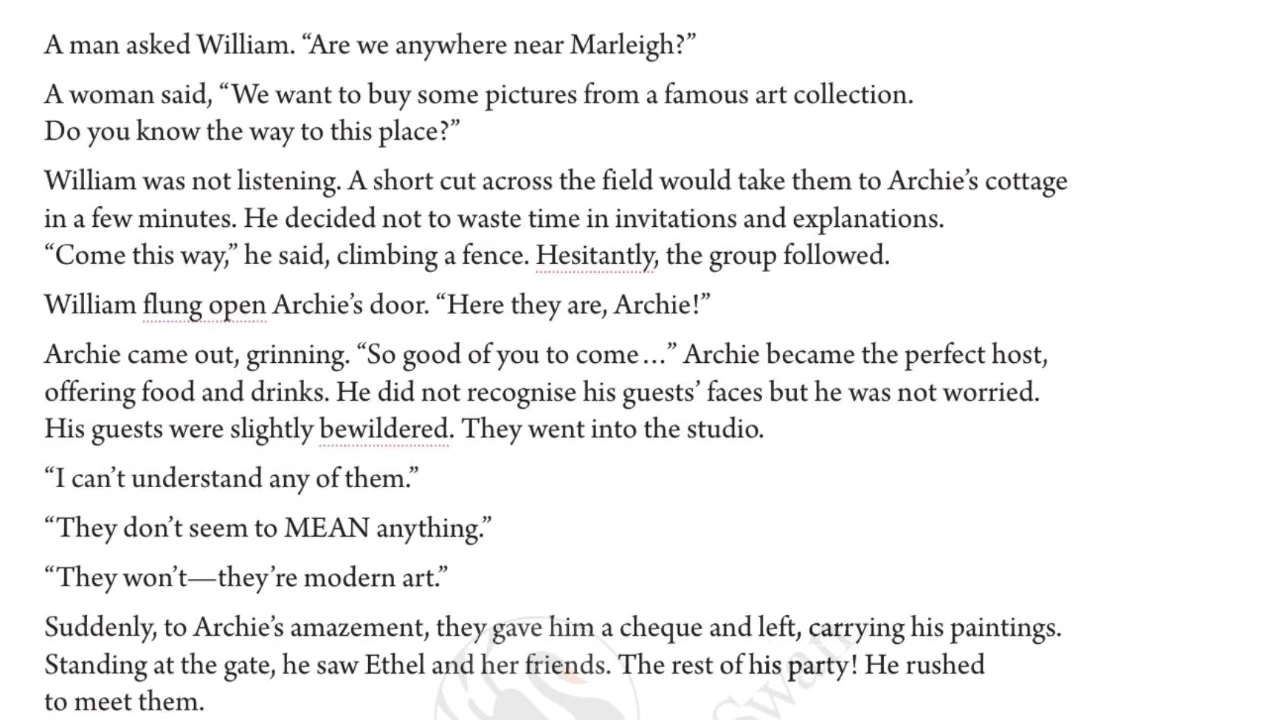 A man asked William. “Are we anywhere near Marleigh?”
A woman said, “We want to buy some pictures from a famous art collection.
Do you know the way to this place?”
William was not listening. A short cut across the field would take them to Archie’s cottage
in a few minutes. He decided not to waste time in invitations and explanations.
“Come this way,” he said, climbing a fence. Hesitantly, the group followed.
William flung open Archie’s door. “Here they are, Archie!”
Archie came out, grinning. “So good of you to come…” Archie became the perfect host,
offering food and drinks. He did not recognise his guests’ faces but he was not worried.
His guests were slightly bewildered. They went into the studio.
“I can’t understand any of them.”
“They don’t seem to MEAN anything.”
“They won’t—they’re modern art.”
Suddenly, to Archie’s amazement, they gave him a cheque and left, carrying his paintings.
Standing at the gate, he saw Ethel and her friends. The rest of his party! He rushed
to meet them.
Swan